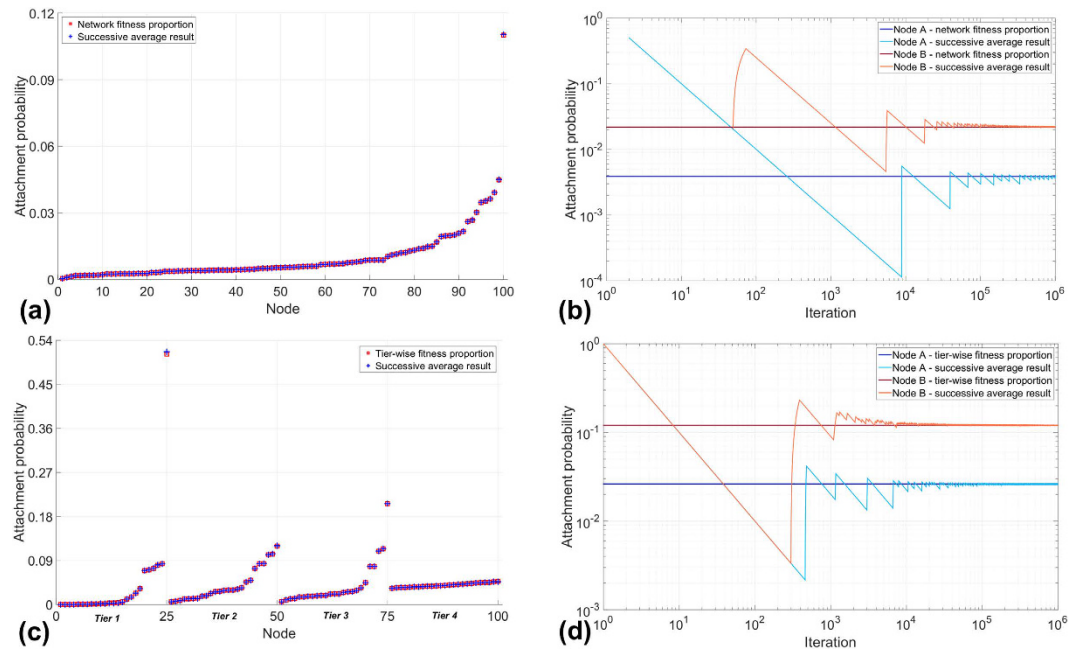 Network fitness proportion
Successive average result
0.12
0.09
0.06
0.03
0
Attachment probability
1 10 20 30 40 50 60 70 80 90 100
Node
(a)
Node A - network fitness proportion
Node A - successive average result
Node B - network fitness proportion
Node B - successive average result
10^0
10^-1
10^-2
10^-3
10^-4
Attachment probability
10^0 10^1 10^2 10^3 10^4 10^5 10^6
Iteration
(b)
Tier-wise fitness proportion
Successive average result
0.54
0.45
0.36
0.27
0.18
0.09
0
Attachment probability
Tier 1 Tier 2 Tier 3 Tier 4
1 25 50 75 100
Node
(c)
Node A - tier-wise fitness proportion
Node A - successive average result
Node B - tier-wise fitness proportion
Node B - successive average result
10^0
10^-1
10^-2
10^-3
Attachment probability
10^0 10^1 10^2 10^3 10^4 10^5 10^6
Iteration
(d)